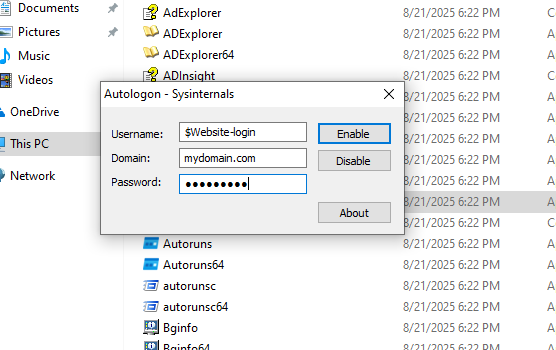 Documents
Pictures
Music
Videos
OneDrive
This PC
Network
AdExplorer 8/21/2025 6:22 PM C
ADExplorer 8/21/2025 6:22 PM A
ADExplorer64 8/21/2025 6:22 PM A
ADInsight 8/21/2025 6:22 PM
Autologon - Sysinternals
Username: $Website-login Enable
Domain: mydomain.com Disable
Password: ●●●●●●●●●
About
8/21/2025 6:22 PM A
8/21/2025 6:22 PM A
8/21/2025 6:22 PM A
8/21/2025 6:22 PM A
8/21/2025 6:22 PM A
8/21/2025 6:22 PM C
Autoruns 8/21/2025 6:22 PM A
Autoruns64 8/21/2025 6:22 PM A
autorunsc 8/21/2025 6:22 PM A
autorunsc64 8/21/2025 6:22 PM A
Bginfo 8/21/2025 6:22 PM A
Bginfo64 8/21/2025 6:22 PM A